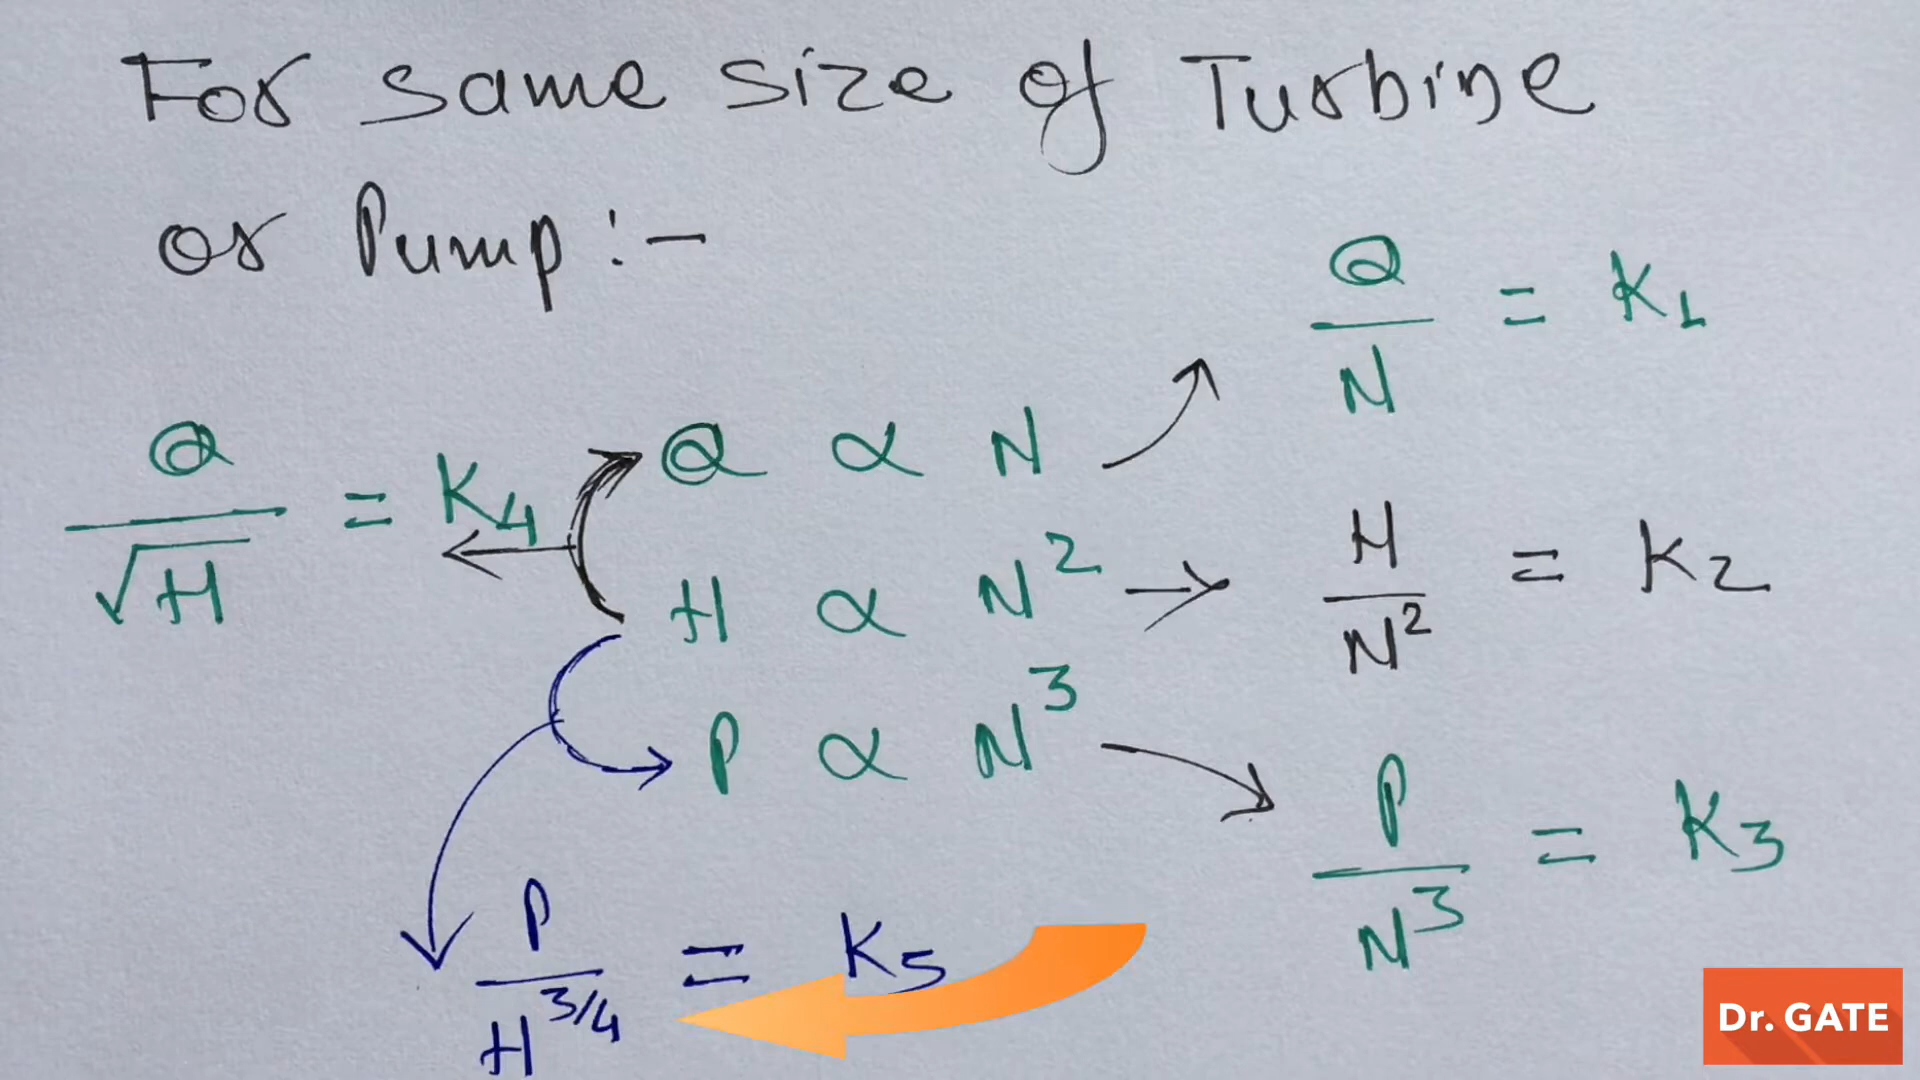 For same size of Turbine
or Pump :-
Q/N = K1
Q/√H = K4
Q ∝ N
H ∝ N²
H/N² = K2
P ∝ N³
P/N³ = K3
P/H^3/4 = K5
Dr. GATE